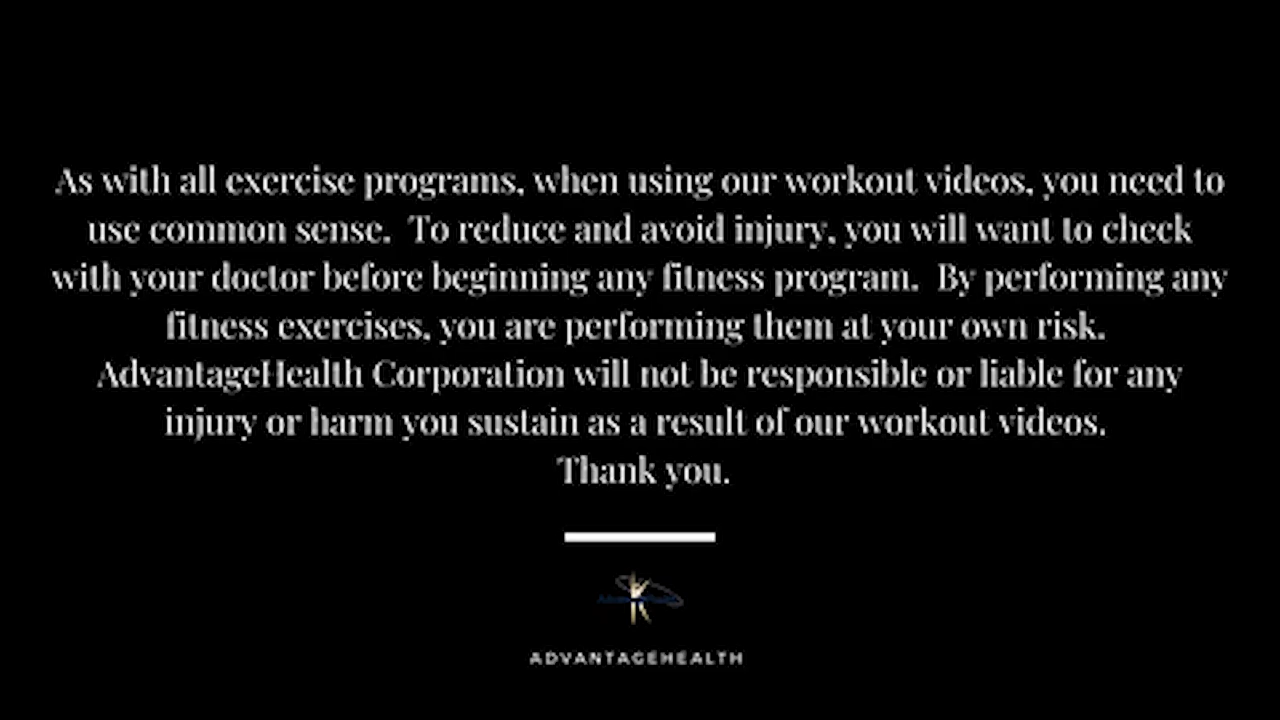 As with all exercise programs, when using our workout videos, you need to
use common sense.  To reduce and avoid injury, you will want to check
with your doctor before beginning any fitness program.  By performing any
fitness exercises, you are performing them at your own risk.
AdvantageHealth Corporation will not be responsible or liable for any
injury or harm you sustain as a result of our workout videos.
Thank you.
ADVANTAGEHEALTH